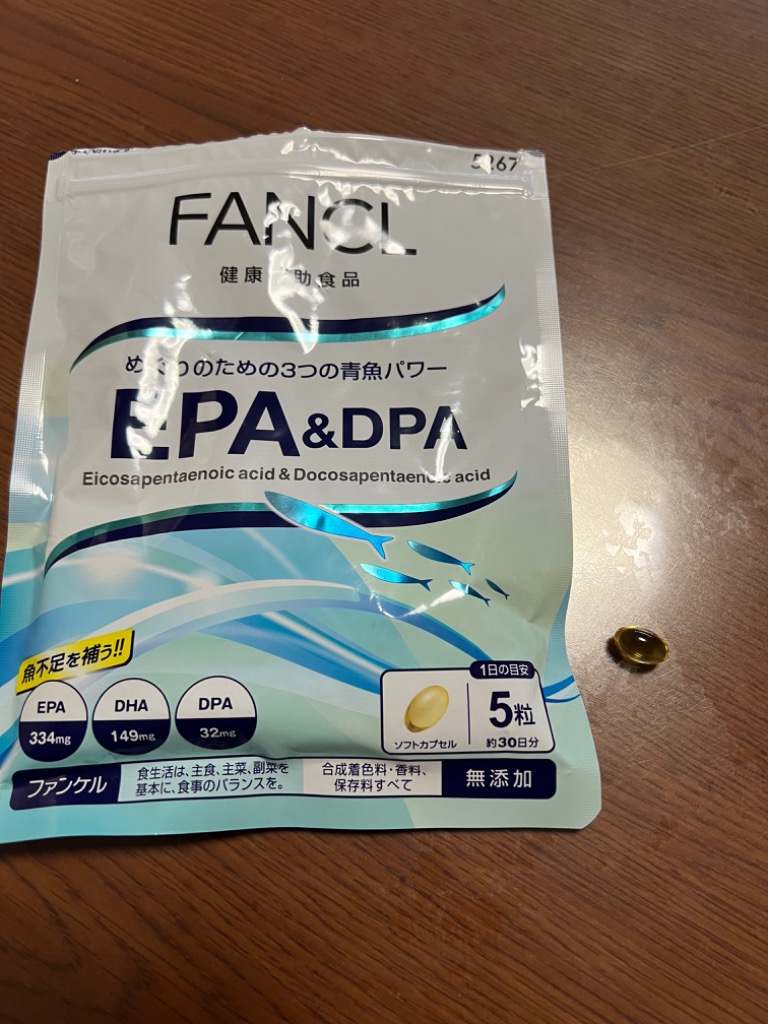 5267
FANCL
健康 助食品
めぐりのための3つの青魚パワー
EPA&DPA
Eicosapentaenoic acid & Docosapentaenoic acid
魚不足を補う!!
EPA
334mg
DHA
149mg
DPA
32mg
1日の目安
5粒
ソフトカプセル
約30日分
ファンケル
食生活は、主食、主菜、副菜を
基本に、食事のバランスを。
合成着色料・香料、
保存料すべて
無添加